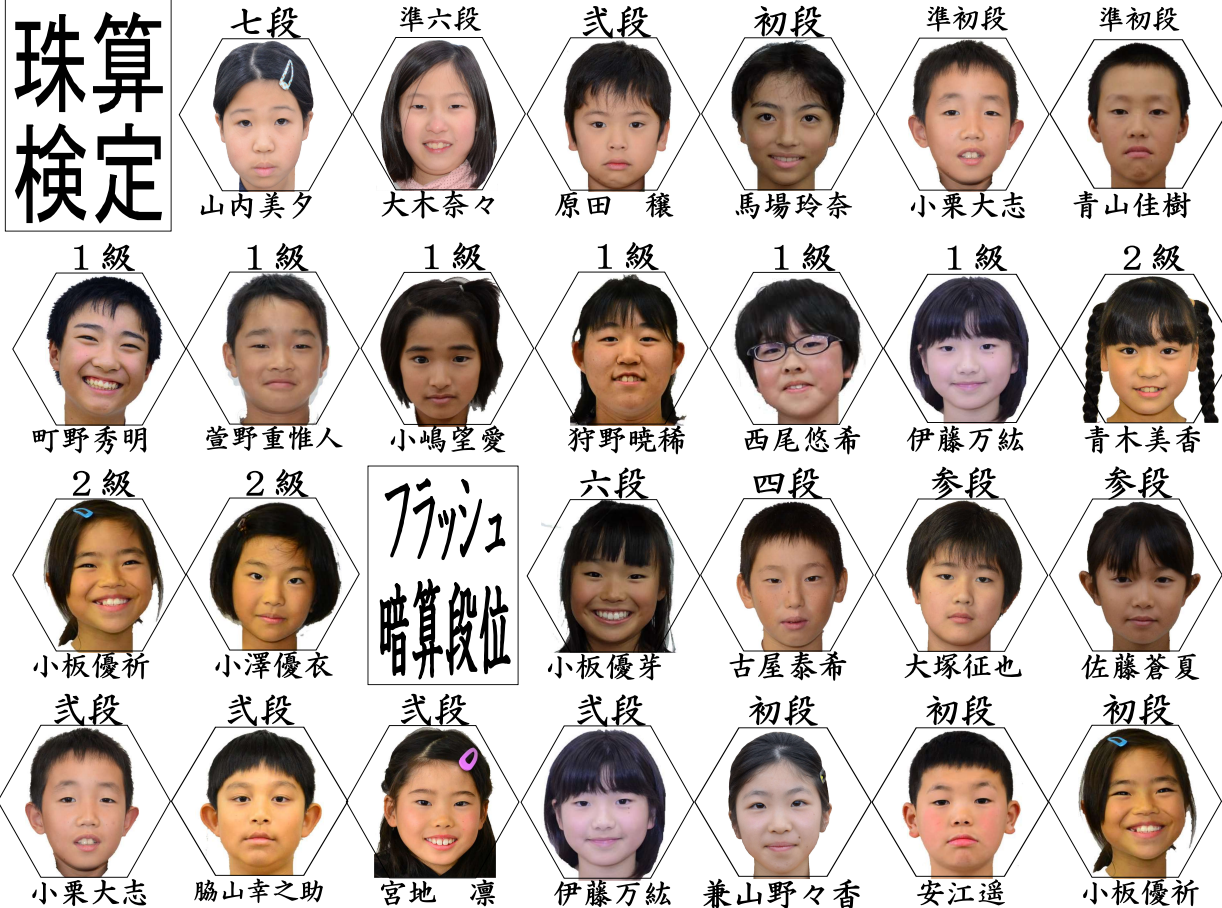 珠算
検定
七段
山内美夕
準六段
大木奈々
弐段
原田　穣
初段
馬場玲奈
準初段
小栗大志
準初段
青山佳樹
１級
町野秀明
１級
萱野重惟人
１級
小嶋望愛
１級
狩野暁稀
１級
西尾悠希
１級
伊藤万紘
２級
青木美香
２級
小板優祈
２級
小澤優衣
フラッシュ
暗算段位
六段
小板優芽
四段
古屋泰希
参段
大塚征也
参段
佐藤蒼夏
弐段
小栗大志
弐段
脇山幸之助
弐段
宮地　凛
弐段
伊藤万紘
初段
兼山野々香
初段
安江遥
初段
小板優祈